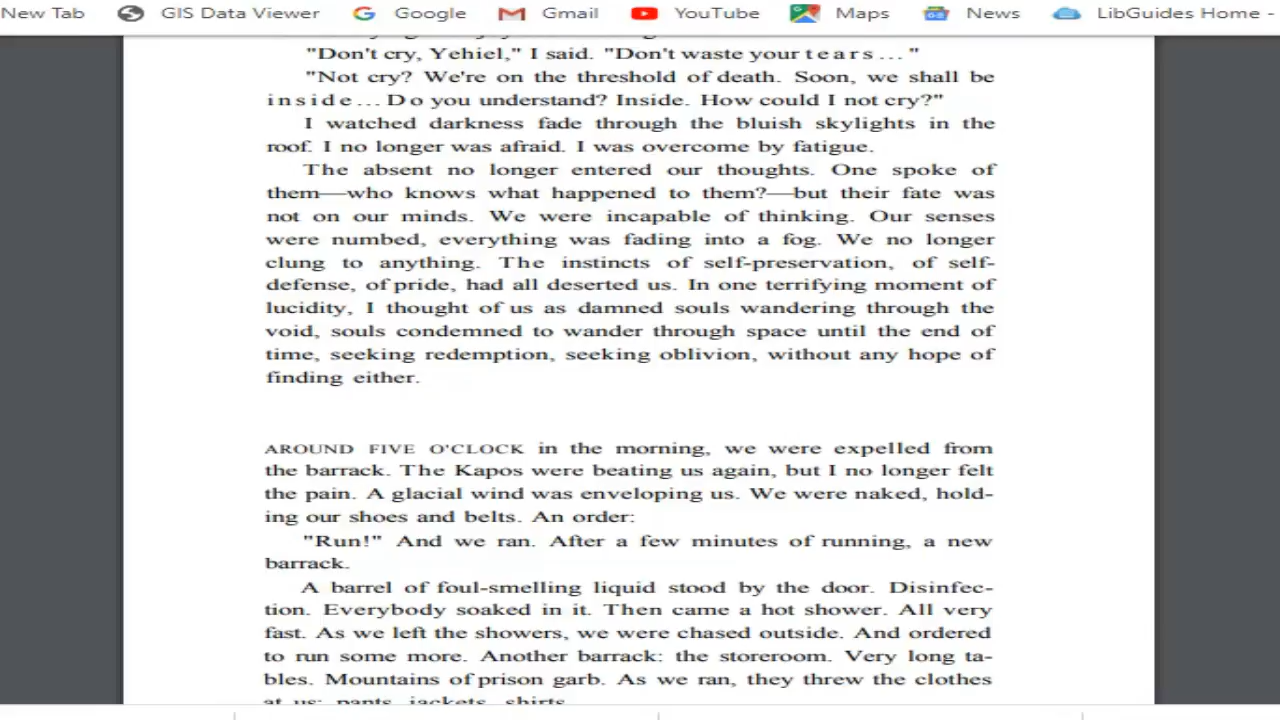 New Tab GIS Data Viewer Google Gmail YouTube Maps News LibGuides Home -
"Don't cry, Yehiel," I said. "Don't waste your tears..."
"Not cry? We're on the threshold of death. Soon, we shall be
inside... Do you understand? Inside. How could I not cry?"
I watched darkness fade through the bluish skylights in the
roof. I no longer was afraid. I was overcome by fatigue.
The absent no longer entered our thoughts. One spoke of
them—who knows what happened to them?—but their fate was
not on our minds. We were incapable of thinking. Our senses
were numbed, everything was fading into a fog. We no longer
clung to anything. The instincts of self-preservation, of self-
defense, of pride, had all deserted us. In one terrifying moment of
lucidity, I thought of us as damned souls wandering through the
void, souls condemned to wander through space until the end of
time, seeking redemption, seeking oblivion, without any hope of
finding either.
AROUND FIVE O'CLOCK in the morning, we were expelled from
the barrack. The Kapos were beating us again, but I no longer felt
the pain. A glacial wind was enveloping us. We were naked, hold-
ing our shoes and belts. An order:
"Run!" And we ran. After a few minutes of running, a new
barrack.
A barrel of foul-smelling liquid stood by the door. Disinfec-
tion. Everybody soaked in it. Then came a hot shower. All very
fast. As we left the showers, we were chased outside. And ordered
to run some more. Another barrack: the storeroom. Very long ta-
bles. Mountains of prison garb. As we ran, they threw the clothes
at us: pants, jackets, shirts